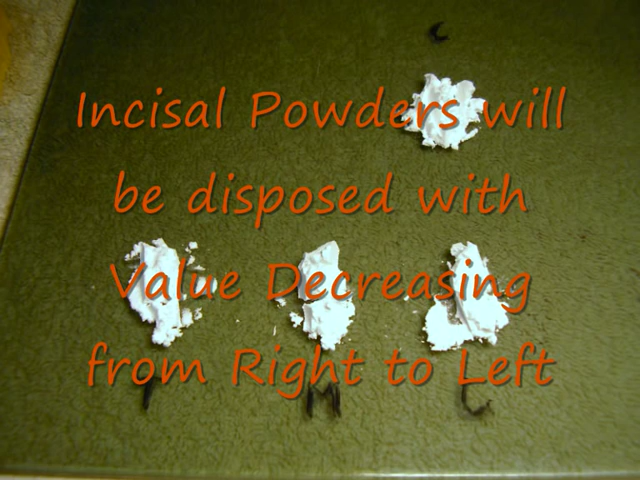 C
Incisal Powders will
be disposed with
Value Decreasing
from Right to Left
M